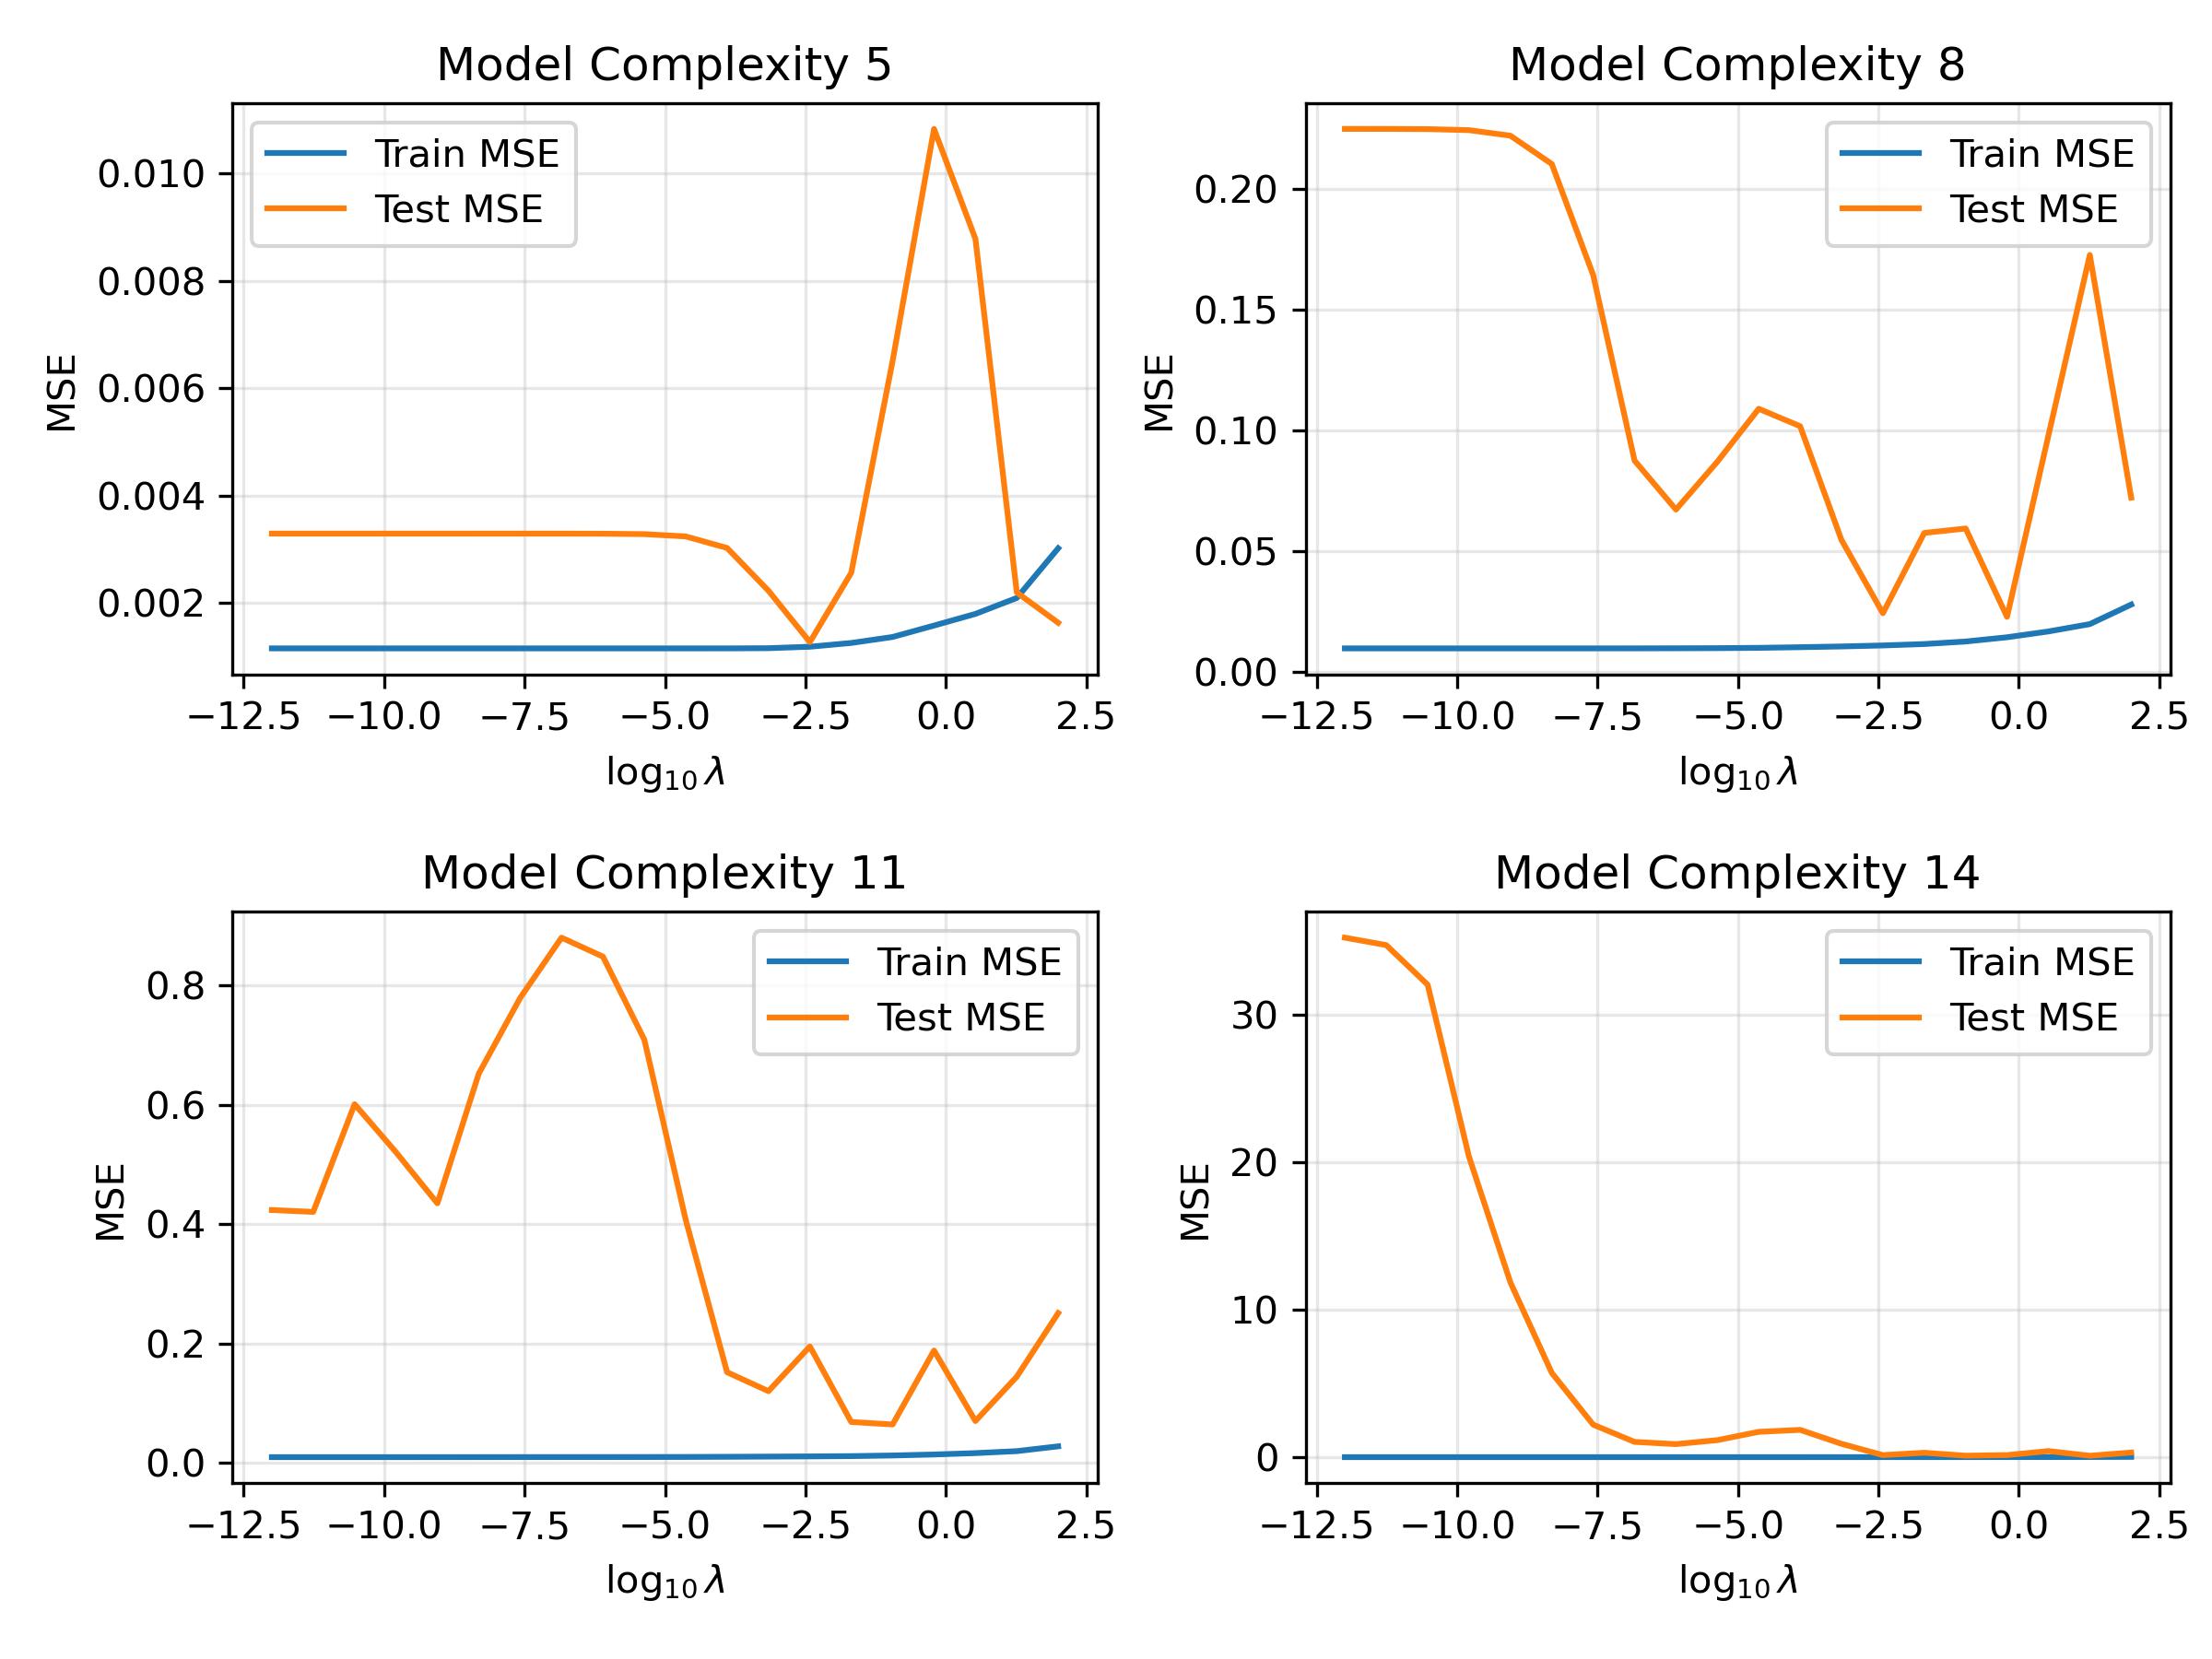 Model Complexity 5
Train MSE
Test MSE
0.010
0.008
0.006
0.004
0.002
MSE
−12.5 −10.0 −7.5 −5.0 −2.5 0.0 2.5
log₁₀ λ
Model Complexity 8
Train MSE
Test MSE
0.20
0.15
0.10
0.05
0.00
MSE
−12.5 −10.0 −7.5 −5.0 −2.5 0.0 2.5
log₁₀ λ
Model Complexity 11
Train MSE
Test MSE
0.8
0.6
0.4
0.2
0.0
MSE
−12.5 −10.0 −7.5 −5.0 −2.5 0.0 2.5
log₁₀ λ
Model Complexity 14
Train MSE
Test MSE
30
20
10
0
MSE
−12.5 −10.0 −7.5 −5.0 −2.5 0.0 2.5
log₁₀ λ